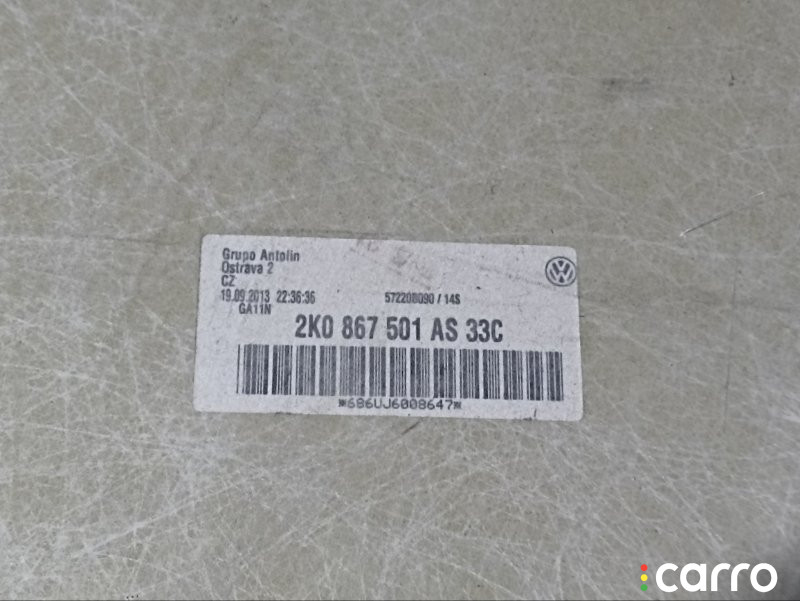 Grupo Antolin
Ostrava 2
CZ
19.09.2013 22:36:36
572208090 / 14S
GA11N
2K0 867 501 AS 33C
*686UJ6008647*
carro